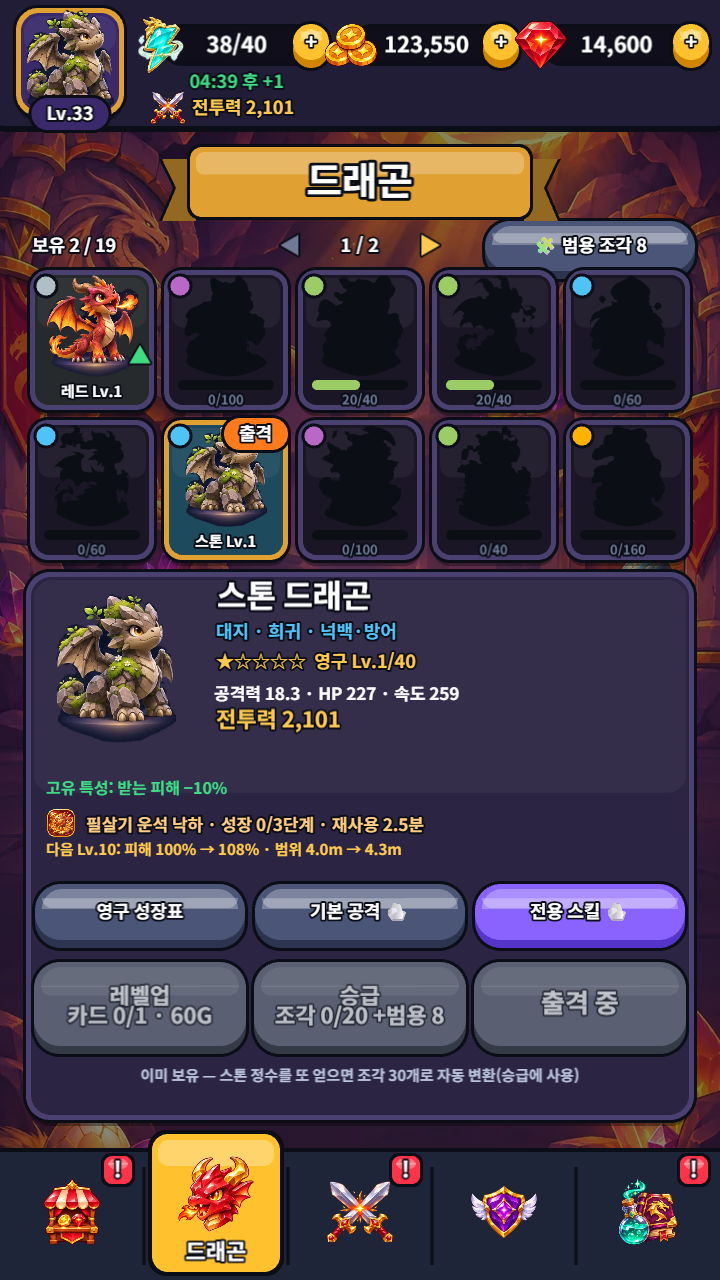 38/40
123,550
14,600
04:39 후 +1
전투력 2,101
Lv.33
드래곤
보유 2 / 19
1 / 2
범용 조각 8
레드 Lv.1
0/100
20/40
20/40
0/60
출격
0/60
스톤 Lv.1
0/100
0/40
0/160
스톤 드래곤
대지 · 희귀 · 넉백·방어
★☆☆☆☆ 영구 Lv.1/40
공격력 18.3 · HP 227 · 속도 259
전투력 2,101
고유 특성: 받는 피해 −10%
필살기 운석 낙하 · 성장 0/3단계 · 재사용 2.5분
다음 Lv.10: 피해 100% → 108% · 범위 4.0m → 4.3m
영구 성장표
기본 공격
전용 스킬
레벨업
카드 0/1 · 60G
승급
조각 0/20 +범용 8
출격 중
이미 보유 — 스톤 정수를 또 얻으면 조각 30개로 자동 변환(승급에 사용)
드래곤